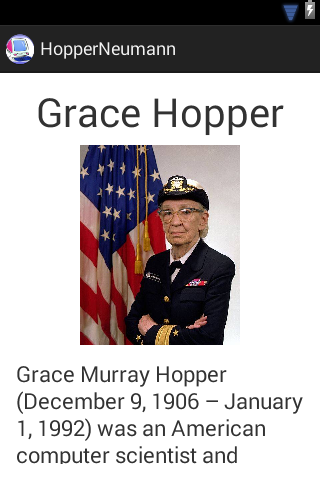 HopperNeumann
Grace Hopper
Grace Murray Hopper
(December 9, 1906 – January
1, 1992) was an American
computer scientist and